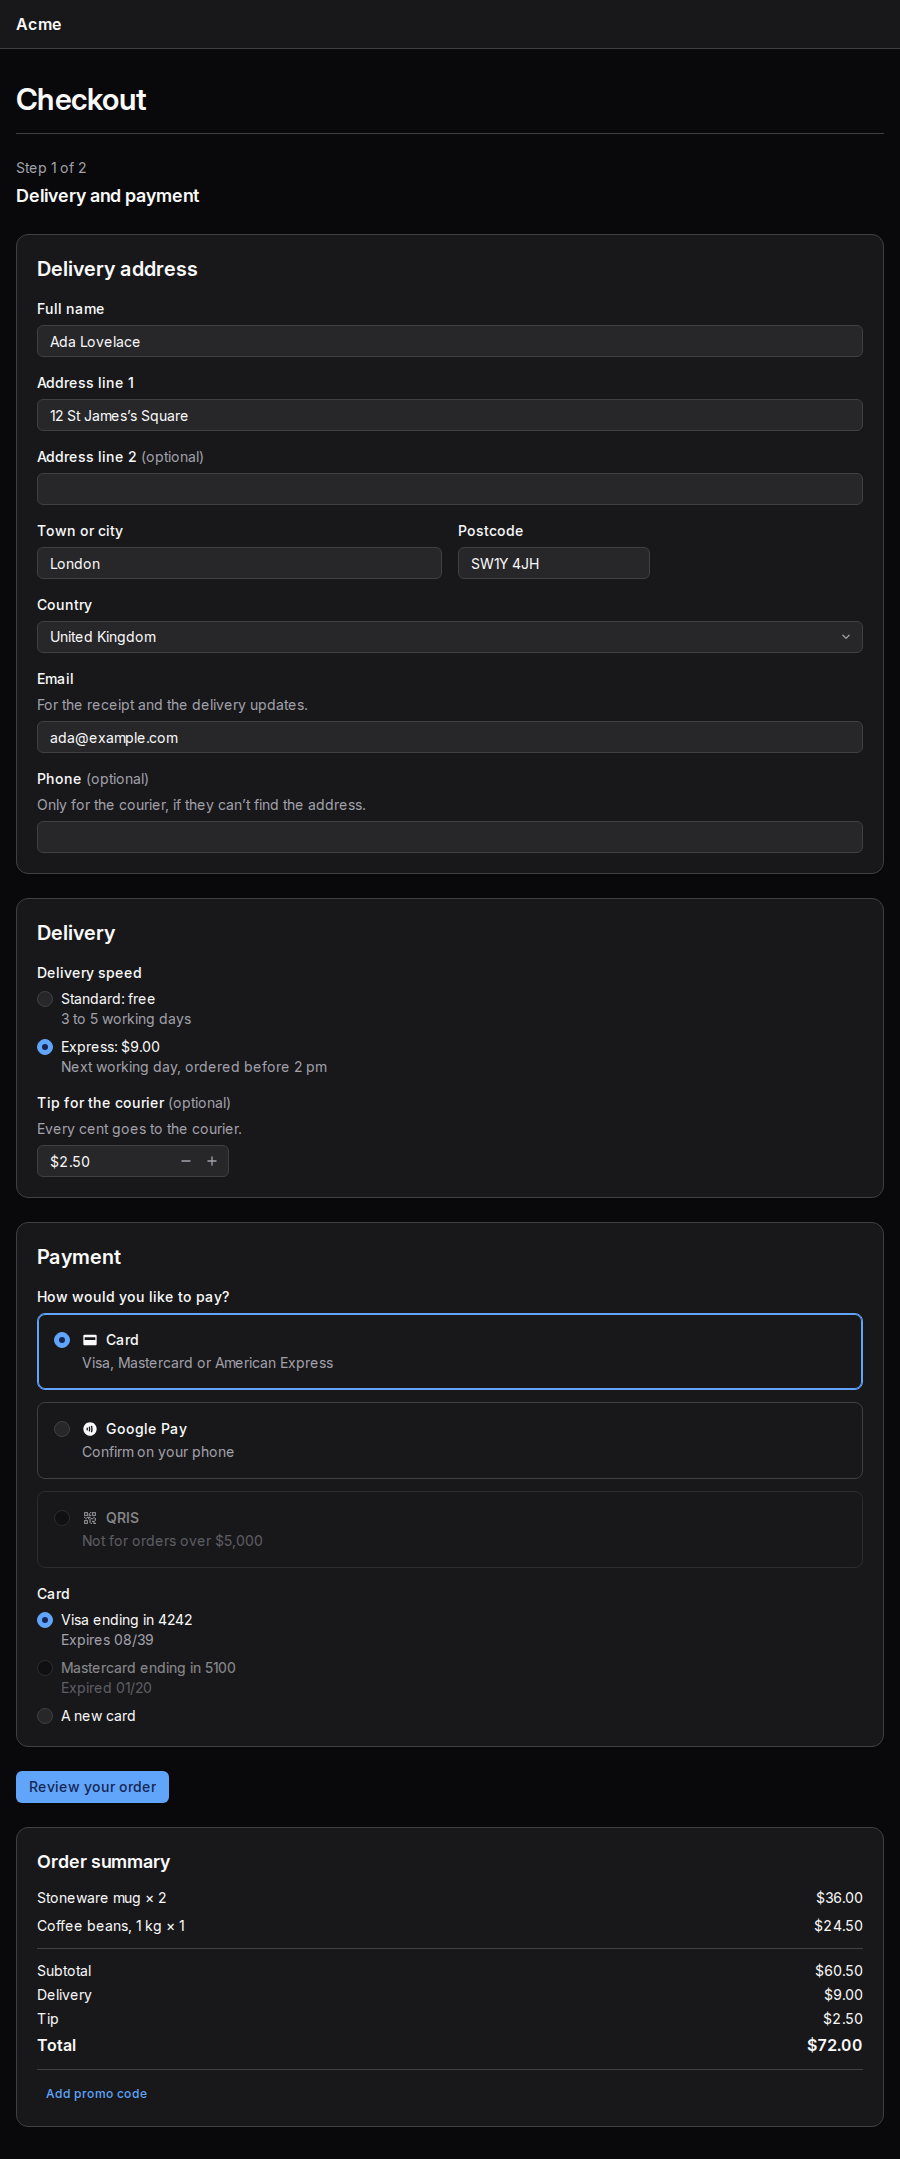 Acme
Checkout
Step 1 of 2
Delivery and payment
Delivery address
Full name
Ada Lovelace
Address line 1
12 St James’s Square
Address line 2 (optional)
Town or city
Postcode
London
SW1Y 4JH
Country
United Kingdom
Email
For the receipt and the delivery updates.
ada@example.com
Phone (optional)
Only for the courier, if they can’t find the address.
Delivery
Delivery speed
Standard: free
3 to 5 working days
Express: $9.00
Next working day, ordered before 2 pm
Tip for the courier (optional)
Every cent goes to the courier.
$2.50
Payment
How would you like to pay?
Card
Visa, Mastercard or American Express
Google Pay
Confirm on your phone
QRIS
Not for orders over $5,000
Card
Visa ending in 4242
Expires 08/39
Mastercard ending in 5100
Expired 01/20
A new card
Review your order
Order summary
Stoneware mug × 2 $36.00
Coffee beans, 1 kg × 1 $24.50
Subtotal $60.50
Delivery $9.00
Tip $2.50
Total $72.00
Add promo code